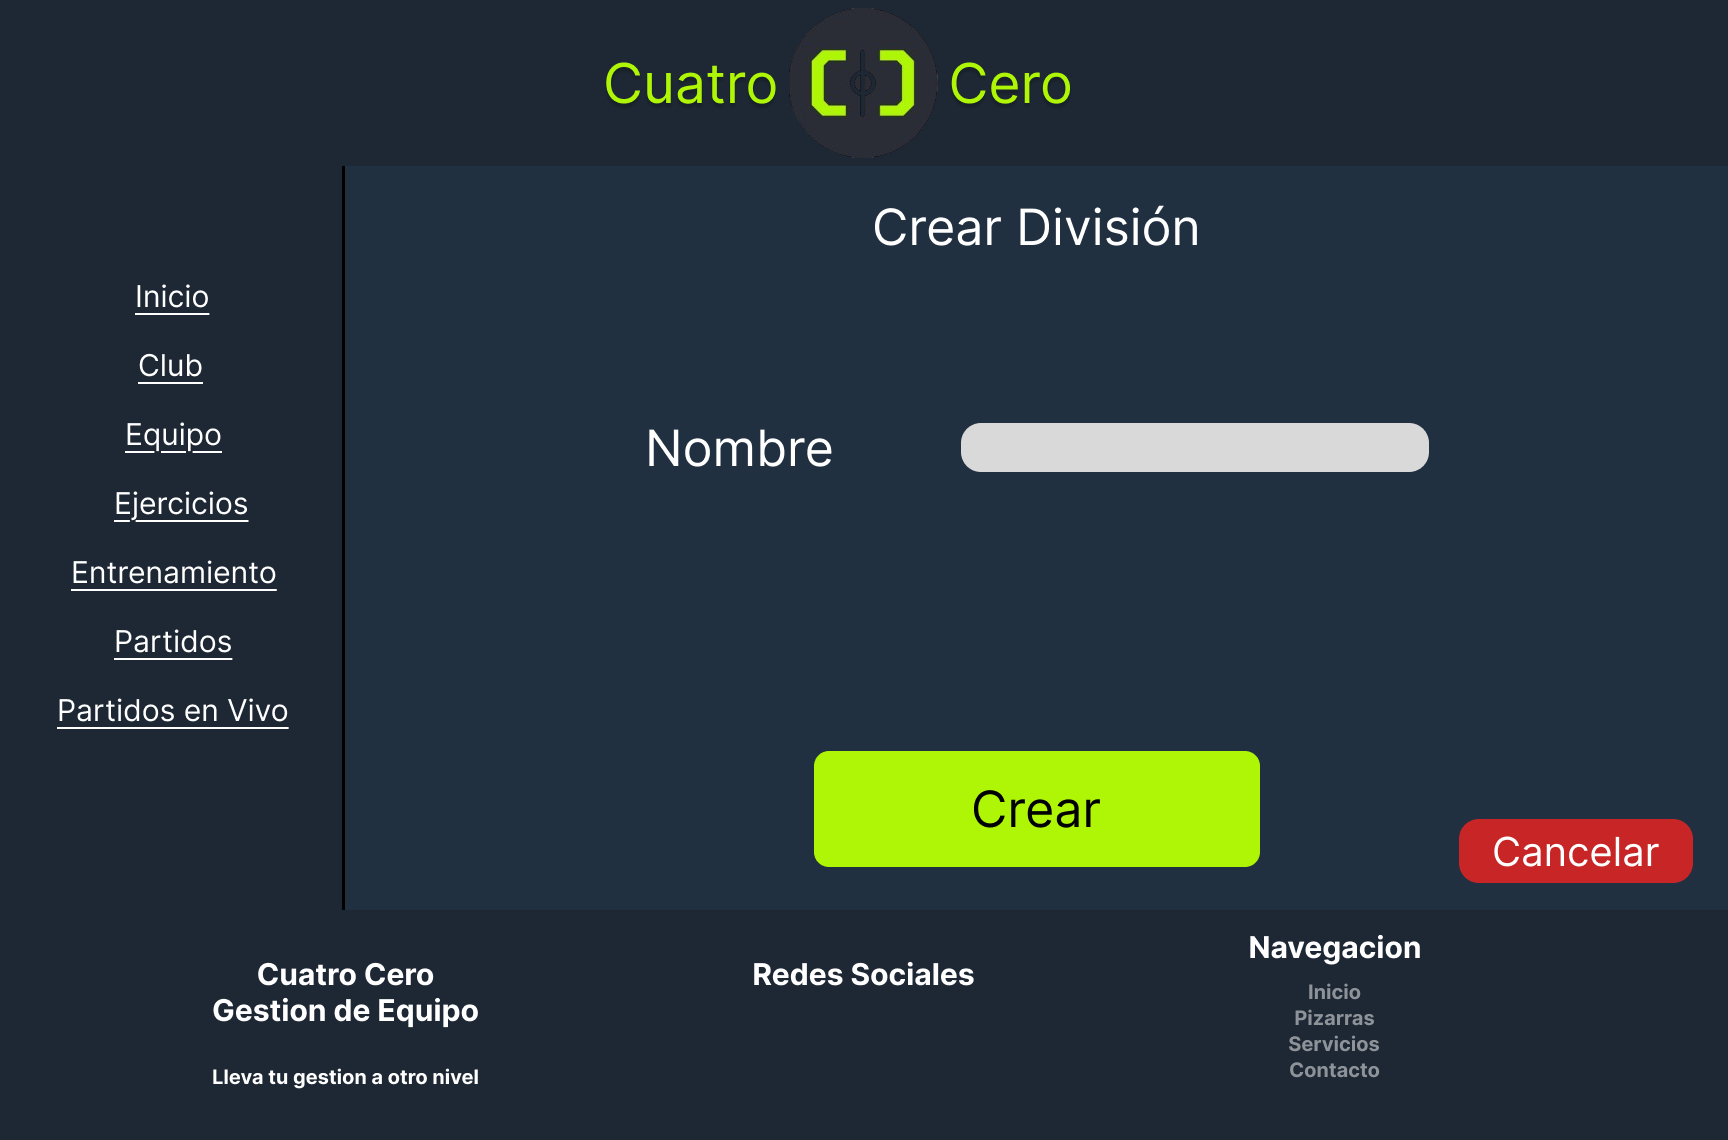 Cuatro Cero
Crear División
Inicio
Club
Equipo
Ejercicios
Entrenamiento
Partidos
Partidos en Vivo
Nombre
Crear
Cancelar
Cuatro Cero
Gestion de Equipo
Lleva tu gestion a otro nivel
Redes Sociales
Navegacion
Inicio
Pizarras
Servicios
Contacto